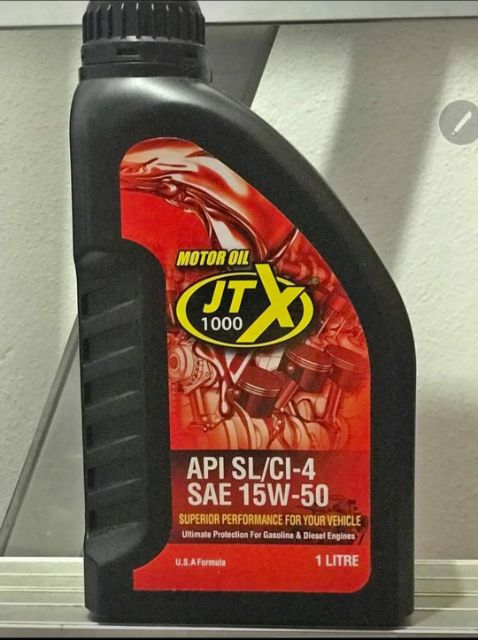 MOTOR OIL
JTX ®
1000
API SL/CI-4
SAE 15W-50
SUPERIOR PERFORMANCE FOR YOUR VEHICLE
Ultimate Protection For Gasoline & Diesel Engines
U.S.A Formula
1 LITRE